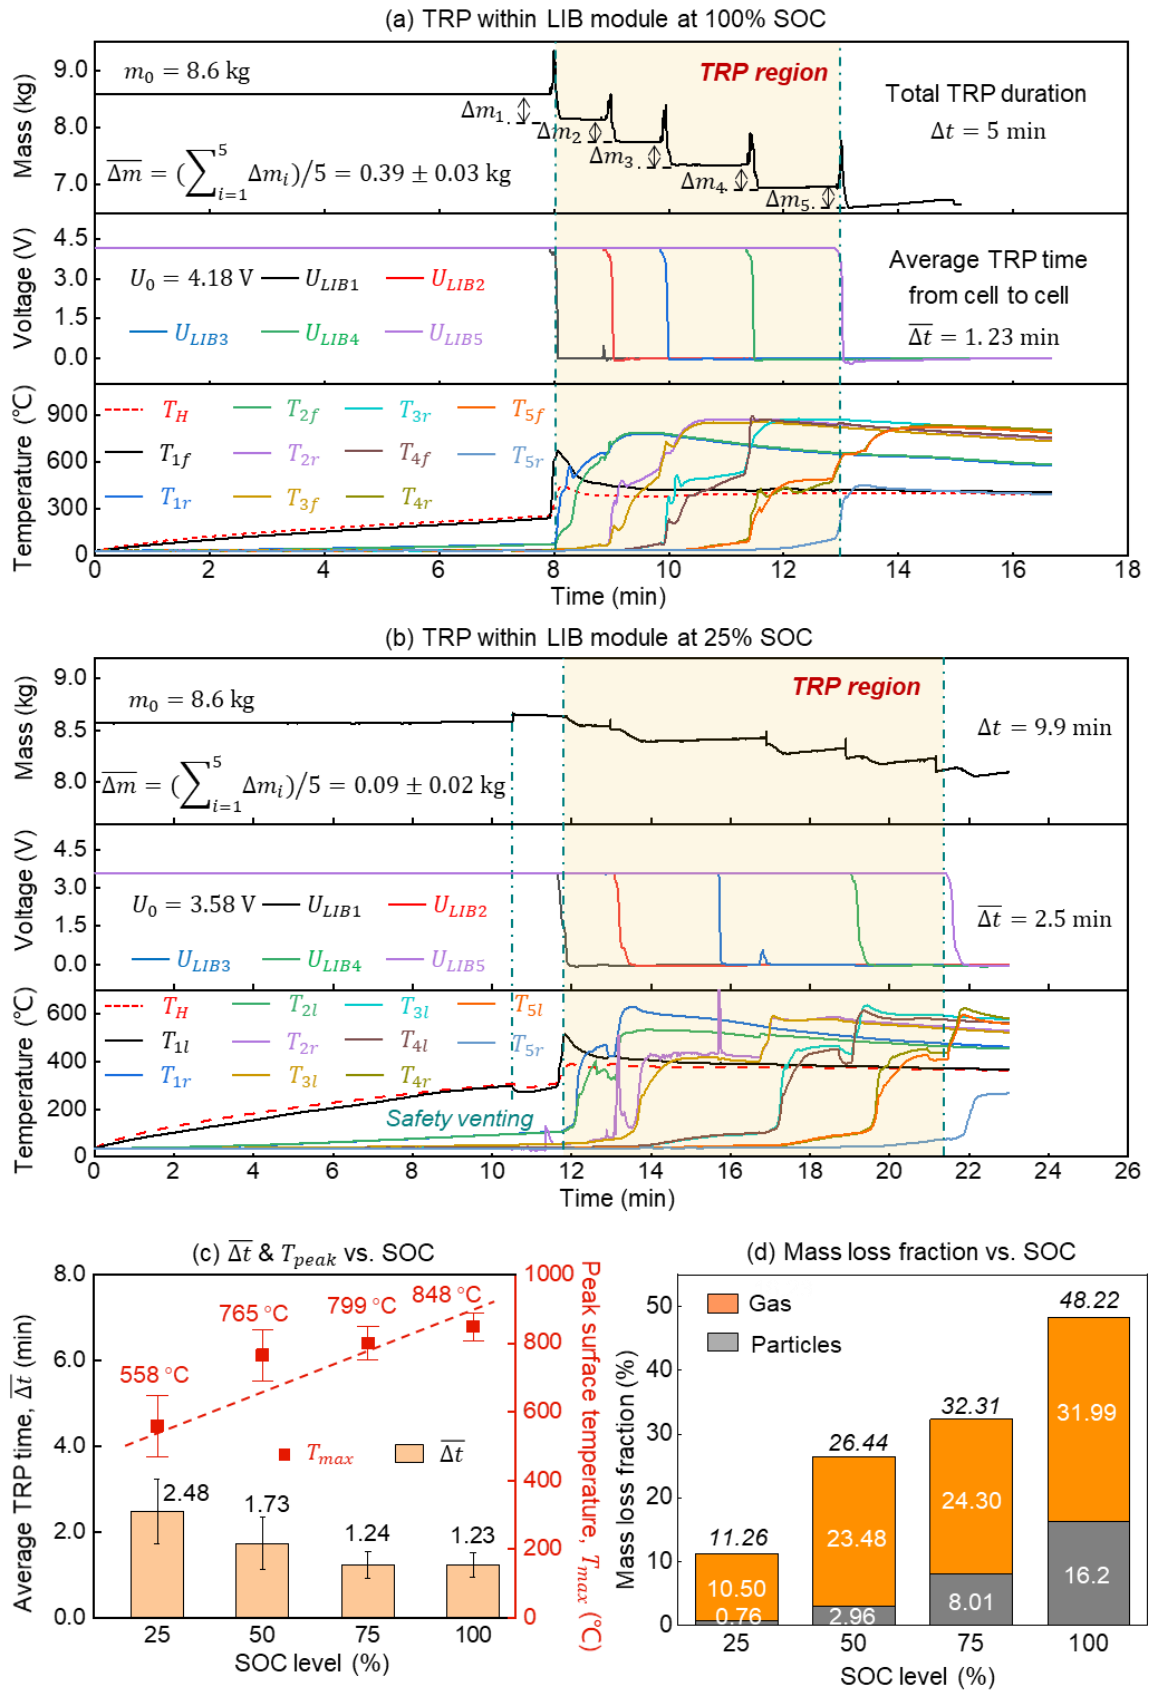 (a) TRP within LIB module at 100% SOC
Mass (kg)
9.0
8.0
7.0
m₀ = 8.6 kg
Δm̅ = (∑⁵ᵢ₌₁ Δmᵢ)/5 = 0.39 ± 0.03 kg
Δm₁
Δm₂
Δm₃
Δm₄
Δm₅
TRP region
Total TRP duration
Δt = 5 min
Voltage (V)
4.5
3.0
1.5
0.0
U₀ = 4.18 V
U_LIB1
U_LIB2
U_LIB3
U_LIB4
U_LIB5
Average TRP time
from cell to cell
Δt̅ = 1.23 min
Temperature (°C)
900
600
300
0
T_H T_2f T_3r T_5f
T_1f T_2r T_4f T_5r
T_1r T_3f T_4r
0 2 4 6 8 10 12 14 16 18
Time (min)
(b) TRP within LIB module at 25% SOC
Mass (kg)
9.0
8.5
8.0
m₀ = 8.6 kg
Δm̅ = (∑⁵ᵢ₌₁ Δmᵢ)/5 = 0.09 ± 0.02 kg
TRP region
Δt = 9.9 min
Voltage (V)
4.5
3.0
1.5
0.0
U₀ = 3.58 V
U_LIB1
U_LIB2
U_LIB3
U_LIB4
U_LIB5
Δt̅ = 2.5 min
Temperature (°C)
600
400
200
0
T_H T_2l T_3l T_5l
T_1l T_2r T_4l T_5r
T_1r T_3l T_4r
Safety venting
0 2 4 6 8 10 12 14 16 18 20 22 24 26
Time (min)
(c) Δt̅ & T_peak vs. SOC
Average TRP time, Δt̅ (min)
8.0
6.0
4.0
2.0
0.0
558 °C
765 °C
799 °C
848 °C
T_max
Δt̅
2.48
1.73
1.24
1.23
1000
800
600
400
200
0
Peak surface temperature, T_max (°C)
25 50 75 100
SOC level (%)
(d) Mass loss fraction vs. SOC
Mass loss fraction (%)
50
40
30
20
10
0
Gas
Particles
11.26
10.50
0.76
26.44
23.48
2.96
32.31
24.30
8.01
48.22
31.99
16.2
25 50 75 100
SOC level (%)